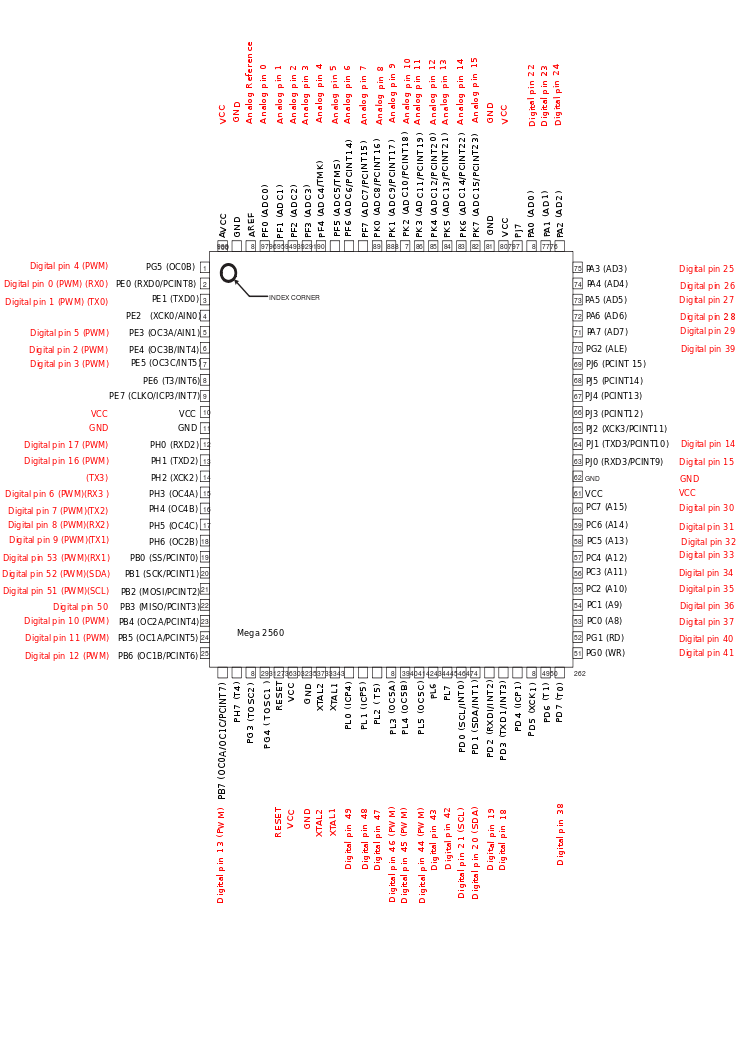 VCC
GND
Analog Reference
Analog pin 0
Analog pin 1
Analog pin 2
Analog pin 3
Analog pin 4
Analog pin 5
Analog pin 6
Analog pin 7
Analog pin 8
Analog pin 9
Analog pin 10
Analog pin 11
Analog pin 12
Analog pin 13
Analog pin 14
Analog pin 15
GND
VCC
Digital pin 22
Digital pin 23
Digital pin 24
AVCC
GND
AREF
PF0 (ADC0)
PF1 (ADC1)
PF2 (ADC2)
PF3 (ADC3)
PF4 (ADC4/TMK)
PF5 (ADC5/TMS)
PF6 (ADC6/PCINT14)
PF7 (ADC7/PCINT15)
PK0 (ADC8/PCINT16)
PK1 (ADC9/PCINT17)
PK2 (ADC10/PCINT18)
PK3 (ADC11/PCINT19)
PK4 (ADC12/PCINT20)
PK5 (ADC13/PCINT21)
PK6 (ADC14/PCINT22)
PK7 (ADC15/PCINT23)
GND
VCC
PJ7
PA0 (AD0)
PA1 (AD1)
PA2 (AD2)
Digital pin 4 (PWM) PG5 (OC0B) 1
Digital pin 0 (PWM) (RX0) PE0 (RXD0/PCINT8) 2
Digital pin 1 (PWM) (TX0) PE1 (TXD0) 3
PE2 (XCK0/AIN0) 4
Digital pin 5 (PWM) PE3 (OC3A/AIN1) 5
Digital pin 2 (PWM) PE4 (OC3B/INT4) 6
Digital pin 3 (PWM) PE5 (OC3C/INT5) 7
PE6 (T3/INT6) 8
PE7 (CLKO/ICP3/INT7) 9
VCC VCC 10
GND GND 11
Digital pin 17 (PWM) PH0 (RXD2) 12
Digital pin 16 (PWM) PH1 (TXD2) 13
(TX3) PH2 (XCK2) 14
Digital pin 6 (PWM)(RX3 ) PH3 (OC4A) 15
Digital pin 7 (PWM)(TX2) PH4 (OC4B) 16
Digital pin 8 (PWM)(RX2) PH5 (OC4C) 17
Digital pin 9 (PWM)(TX1) PH6 (OC2B) 18
Digital pin 53 (PWM)(RX1) PB0 (SS/PCINT0) 19
Digital pin 52 (PWM)(SDA) PB1 (SCK/PCINT1) 20
Digital pin 51 (PWM)(SCL) PB2 (MOSI/PCINT2) 21
Digital pin 50 PB3 (MISO/PCINT3) 22
Digital pin 10 (PWM) PB4 (OC2A/PCINT4) 23
Digital pin 11 (PWM) PB5 (OC1A/PCINT5) 24
Digital pin 12 (PWM) PB6 (OC1B/PCINT6) 25
INDEX CORNER
Mega 2560
75 PA3 (AD3) Digital pin 25
74 PA4 (AD4) Digital pin 26
73 PA5 (AD5) Digital pin 27
72 PA6 (AD6) Digital pin 28
71 PA7 (AD7) Digital pin 29
70 PG2 (ALE) Digital pin 39
69 PJ6 (PCINT 15)
68 PJ5 (PCINT14)
67 PJ4 (PCINT13)
66 PJ3 (PCINT12)
65 PJ2 (XCK3/PCINT11)
64 PJ1 (TXD3/PCINT10) Digital pin 14
63 PJ0 (RXD3/PCINT9) Digital pin 15
62 GND GND
61 VCC VCC
60 PC7 (A15) Digital pin 30
59 PC6 (A14) Digital pin 31
58 PC5 (A13) Digital pin 32
57 PC4 (A12) Digital pin 33
56 PC3 (A11) Digital pin 34
55 PC2 (A10) Digital pin 35
54 PC1 (A9) Digital pin 36
53 PC0 (A8) Digital pin 37
52 PG1 (RD) Digital pin 40
51 PG0 (WR) Digital pin 41
262
PB7 (OC0A/OC1C/PCINT7)
PH7 (T4)
PG3 (TOSC2)
PG4 (TOSC1 )
RESET
VCC
GND
XTAL2
XTAL1
PL0 (ICP4)
PL1 (ICP5)
PL2 ( T5)
PL3 (OC5A)
PL4 (OC5B)
PL5 (OC5C)
PL6
PL7
PD0 (SCL/INT0)
PD1 (SDA/INT1)
PD2 (RXDI/INT2)
PD3 (TXD1/INT3)
PD4 (ICP1)
PD5 (XCK1)
PD6 (T1)
PD7 (T0)
Digital pin 13 (PWM)
RESET
VCC
GND
XTAL2
XTAL1
Digital pin 49
Digital pin 48
Digital pin 47
Digital pin 46 (PWM)
Digital pin 45 (PWM)
Digital pin 44 (PWM)
Digital pin 43
Digital pin 42
Digital pin 21 (SCL)
Digital pin 20 (SDA)
Digital pin 19
Digital pin 18
Digital pin 38